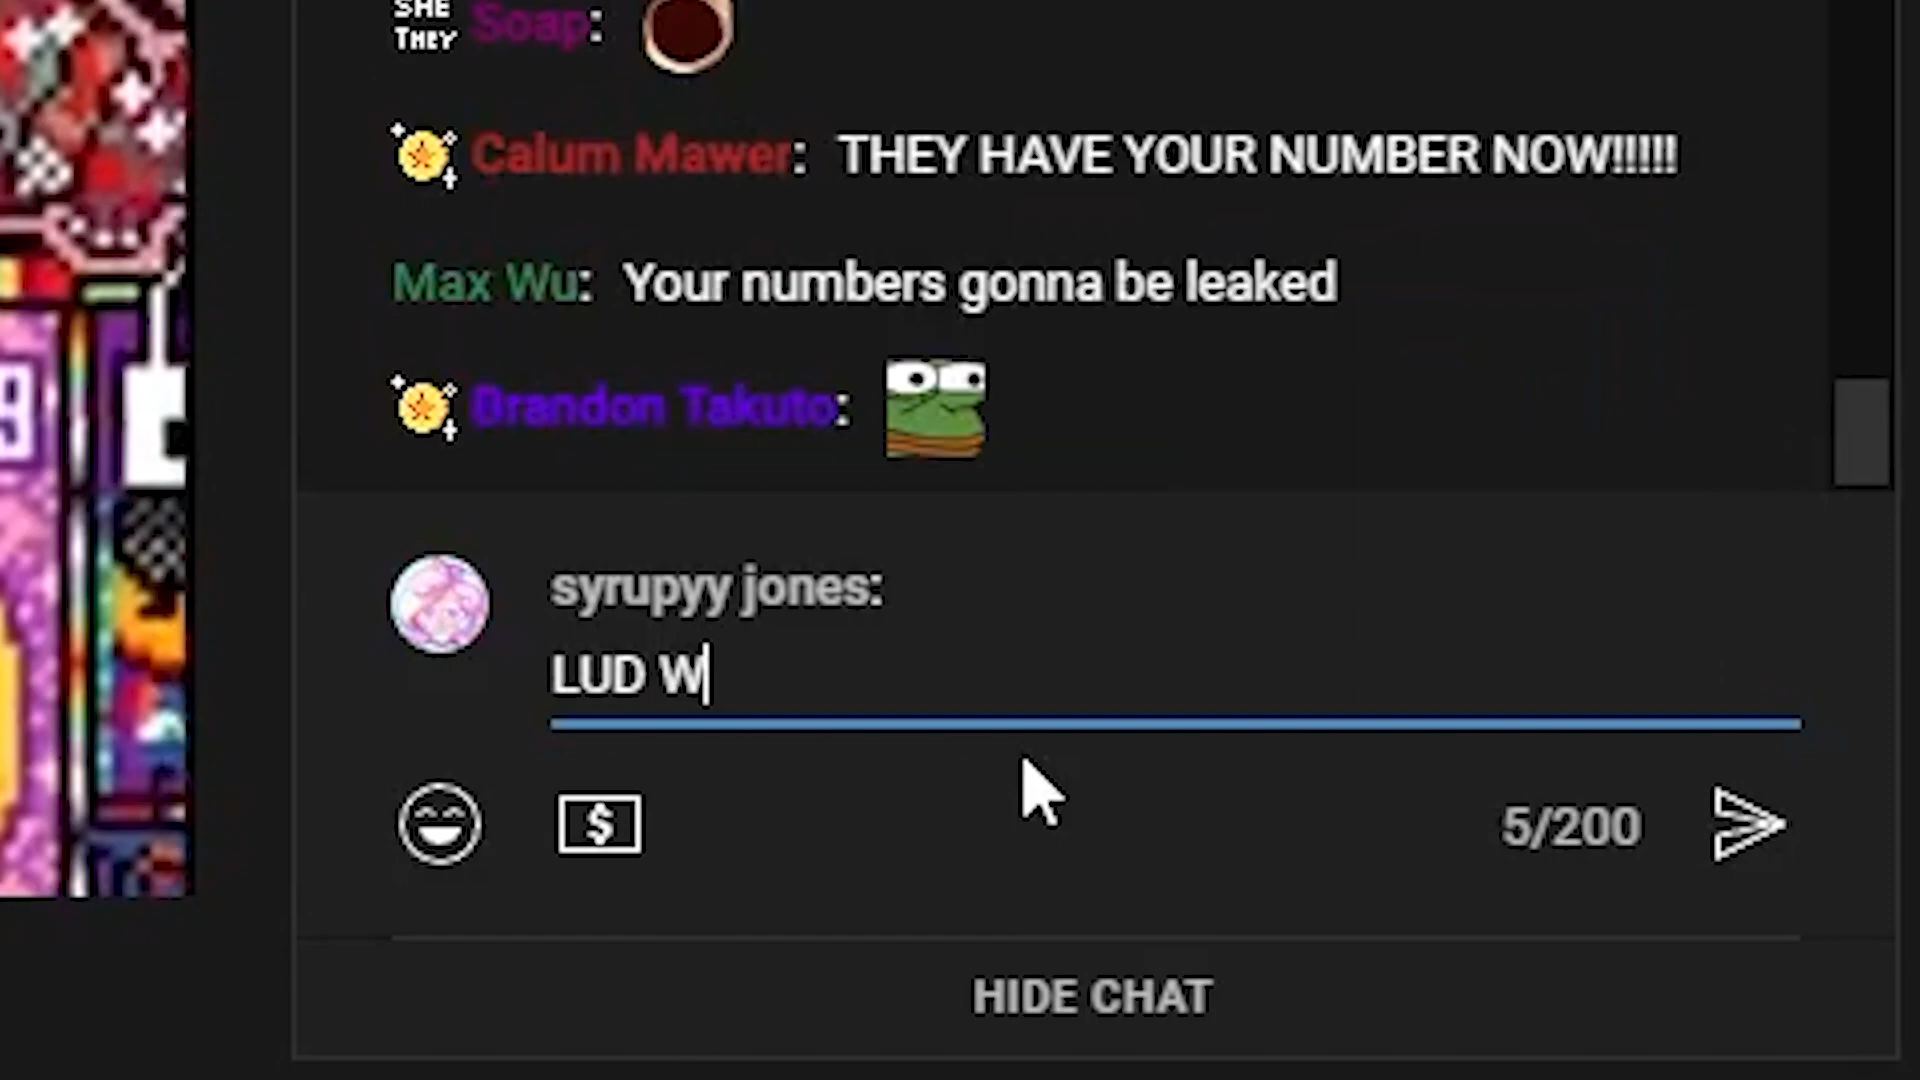 SHE
THEY Soap:
Calum Mawer: THEY HAVE YOUR NUMBER NOW!!!!!
Max Wu: Your numbers gonna be leaked
Brandon Takuto:
syrupyy jones:
LUD W
$
5/200
HIDE CHAT